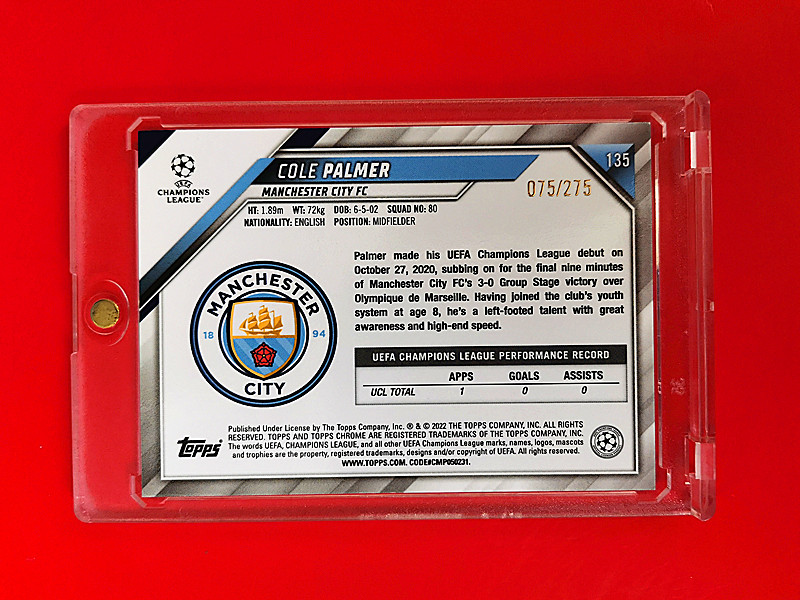 UEFA
CHAMPIONS
LEAGUE
COLE PALMER
135
MANCHESTER CITY FC
075/275
HT: 1.89m WT: 72kg DOB: 6-5-02 SQUAD NO: 80
NATIONALITY: ENGLISH POSITION: MIDFIELDER
Palmer made his UEFA Champions League debut on
October 27, 2020, subbing on for the final nine minutes
of Manchester City FC's 3-0 Group Stage victory over
Olympique de Marseille. Having joined the club's youth
system at age 8, he's a left-footed talent with great
awareness and high-end speed.
MANCHESTER
18 94
CITY
UEFA CHAMPIONS LEAGUE PERFORMANCE RECORD
APPS GOALS ASSISTS
UCL TOTAL 1 0 0
Topps
Published Under License by The Topps Company, Inc. ® & © 2022 THE TOPPS COMPANY, INC. ALL RIGHTS
RESERVED. TOPPS AND TOPPS CHROME ARE REGISTERED TRADEMARKS OF THE TOPPS COMPANY, INC.
The words UEFA, CHAMPIONS LEAGUE, and all other UEFA Champions League marks, names, logos, mascots
and trophies are the property, registered trademarks, designs and/or copyright of UEFA. All rights reserved.
WWW.TOPPS.COM. CODE#CMP050231.